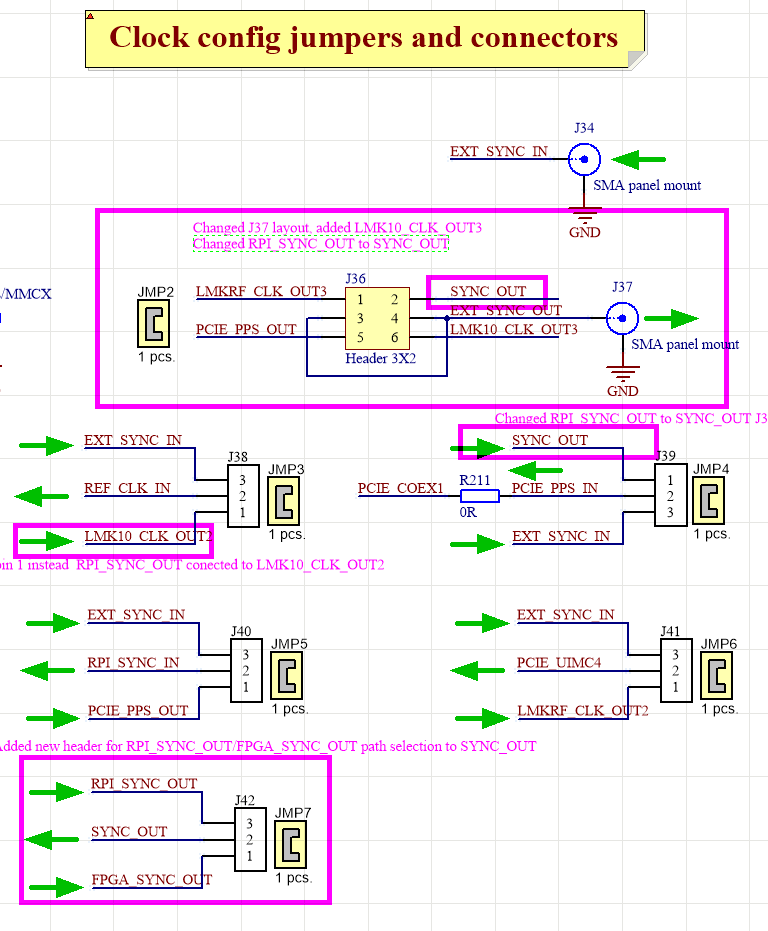 Clock config jumpers and connectors
J34
EXT_SYNC_IN
SMA panel mount
GND
Changed J37 layout, added LMK10_CLK_OUT3
Changed RPI_SYNC_OUT to SYNC_OUT
/MMCX
JMP2
1 pcs.
J36
LMKRF_CLK_OUT3
1 2
SYNC_OUT
3 4
EXT_SYNC_OUT
PCIE_PPS_OUT
5 6
LMK10_CLK_OUT3
Header 3X2
J37
SMA panel mount
GND
Changed RPI_SYNC_OUT to SYNC_OUT J3
EXT_SYNC_IN
J38
JMP3
3
REF_CLK_IN
2
1
LMK10_CLK_OUT2
1 pcs.
SYNC_OUT
J39
JMP4
1
PCIE_COEX1
R211
0R
PCIE_PPS_IN
2
3
EXT_SYNC_IN
1 pcs.
pin 1 instead RPI_SYNC_OUT conected to LMK10_CLK_OUT2
EXT_SYNC_IN
J40
JMP5
3
RPI_SYNC_IN
2
1
PCIE_PPS_OUT
1 pcs.
EXT_SYNC_IN
J41
JMP6
3
PCIE_UIMC4
2
1
LMKRF_CLK_OUT2
1 pcs.
Added new header for RPI_SYNC_OUT/FPGA_SYNC_OUT path selection to SYNC_OUT
RPI_SYNC_OUT
J42
JMP7
3
SYNC_OUT
2
1
FPGA_SYNC_OUT
1 pcs.